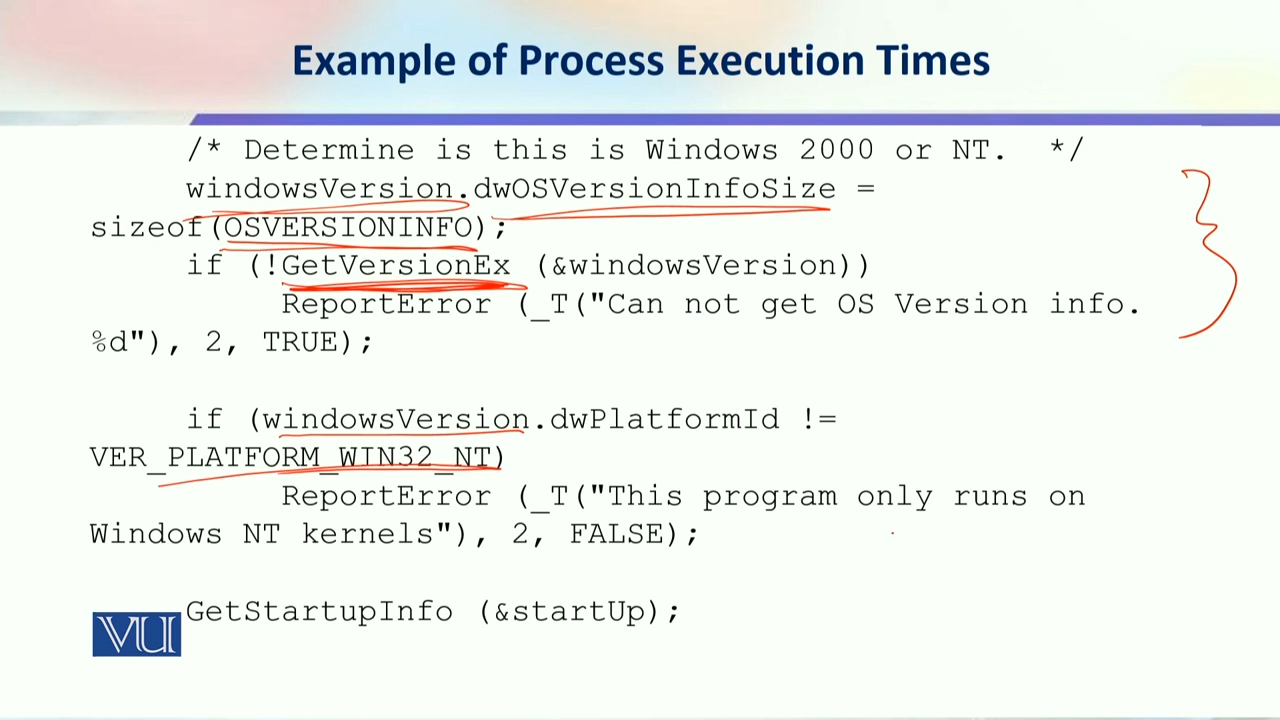 Example of Process Execution Times
/* Determine is this is Windows 2000 or NT. */
windowsVersion.dwOSVersionInfoSize =
sizeof(OSVERSIONINFO);
if (!GetVersionEx (&windowsVersion))
ReportError (_T("Can not get OS Version info.
%d"), 2, TRUE);
if (windowsVersion.dwPlatformId !=
VER_PLATFORM_WIN32_NT)
ReportError (_T("This program only runs on
Windows NT kernels"), 2, FALSE);
GetStartupInfo (&startUp);
VU